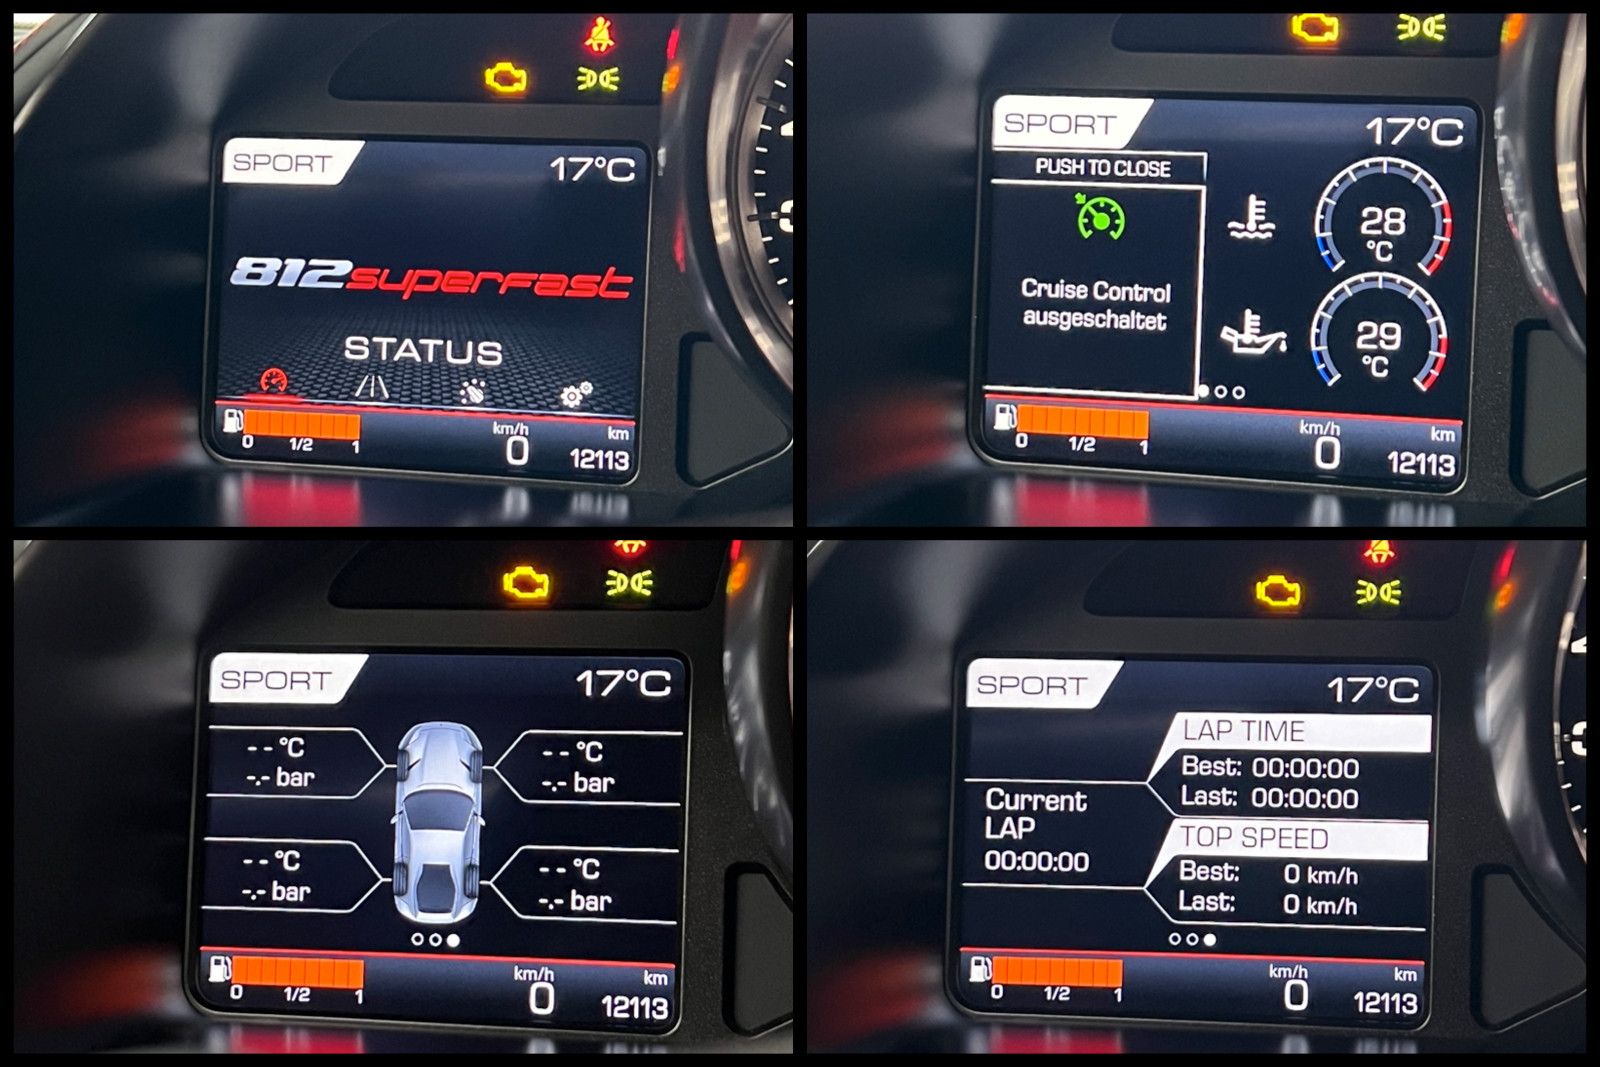 SPORT
17°C
812superfast
STATUS
0 1/2 1
km/h
0
km
12113
SPORT
17°C
PUSH TO CLOSE
28
°C
Cruise Control
ausgeschaltet
29
°C
0 1/2 1
km/h
0
km
12113
SPORT
17°C
-- °C
-.- bar
-- °C
-.- bar
-- °C
-.- bar
-- °C
-.- bar
0 1/2 1
km/h
0
km
12113
SPORT
17°C
LAP TIME
Best: 00:00:00
Last: 00:00:00
Current
LAP
00:00:00
TOP SPEED
Best: 0 km/h
Last: 0 km/h
0 1/2 1
km/h
0
km
12113